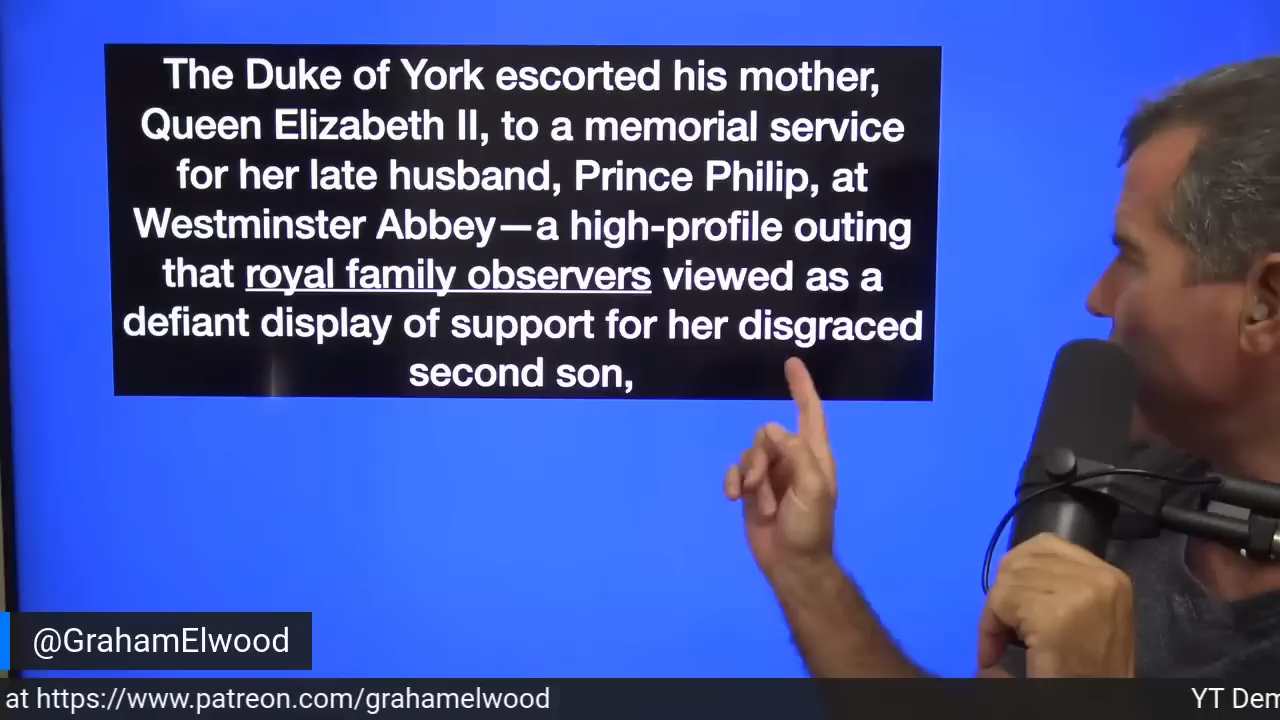 The Duke of York escorted his mother,
Queen Elizabeth II, to a memorial service
for her late husband, Prince Philip, at
Westminster Abbey—a high-profile outing
that royal family observers viewed as a
defiant display of support for her disgraced
second son,
@GrahamElwood
at https://www.patreon.com/grahamelwood
YT Dem